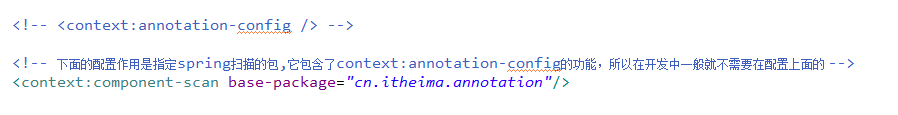 <!-- <context:annotation-config /> -->
<!-- 下面的配置作用是指定spring扫描的包,它包含了context:annotation-config的功能，所以在开发中一般就不需要在配置上面的 -->
<context:component-scan base-package="cn.itheima.annotation"/>